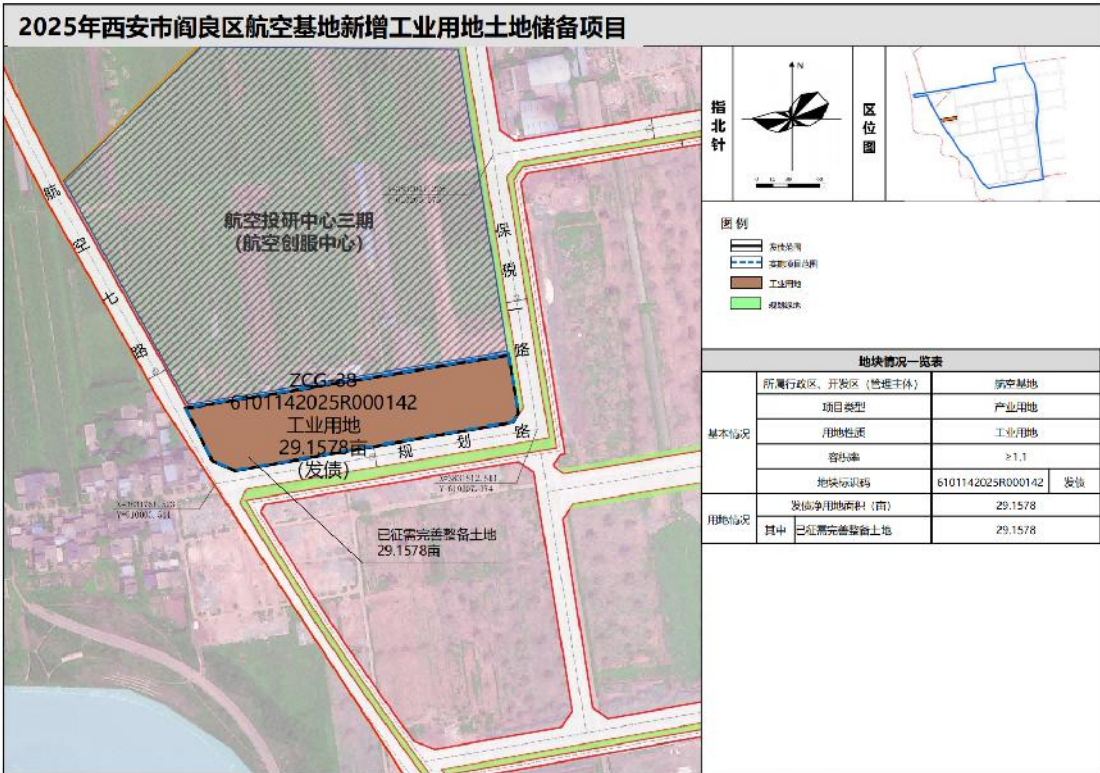 2025年西安市阎良区航空基地新增工业用地土地储备项目
航空七路
航空投研中心三期
(航空创服中心)
保税路
ZCG-38
6101142025R000142
工业用地
29.1578亩
(发债)
规划路
已征需完善整备土地
29.1578亩
指北针
N
区位图
图例
发债范围
工业用地
规划绿地
地块情况一览表
基本情况
所属行政区、开发区（管理主体）
航空基地
项目类型
产业用地
用地性质
工业用地
容积率
≥1.1
地块标识码
6101142025R000142
发债
用地情况
发债净用地面积（亩）
29.1578
其中
已征需完善整备土地
29.1578